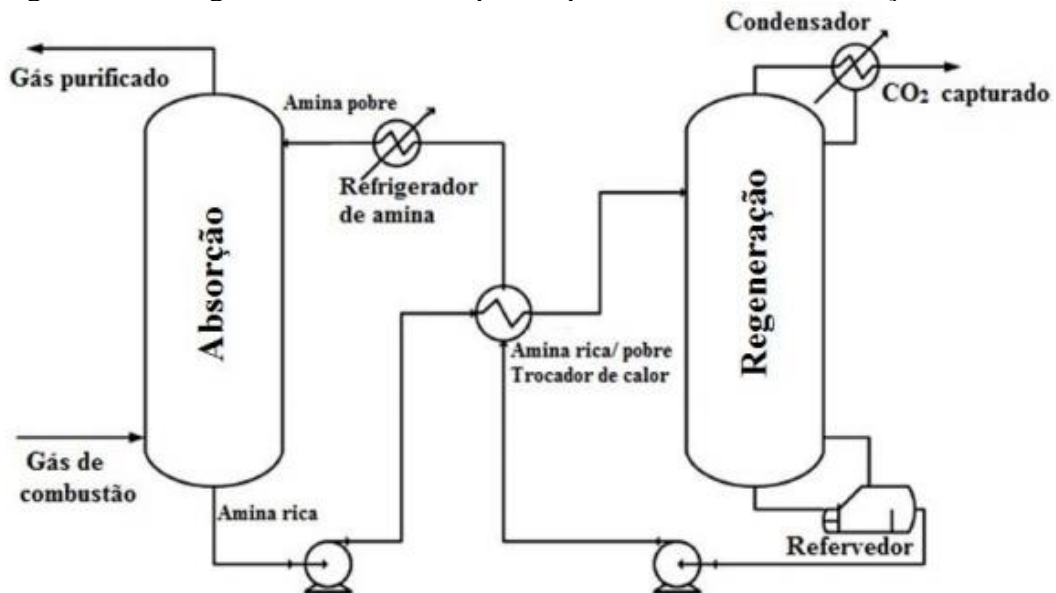 Condensador
Gás purificado
CO₂ capturado
Amina pobre
Refrigerador
de amina
Absorção
Regeneração
Amina rica/ pobre
Trocador de calor
Gás de
combustão
Amina rica
Refervedor